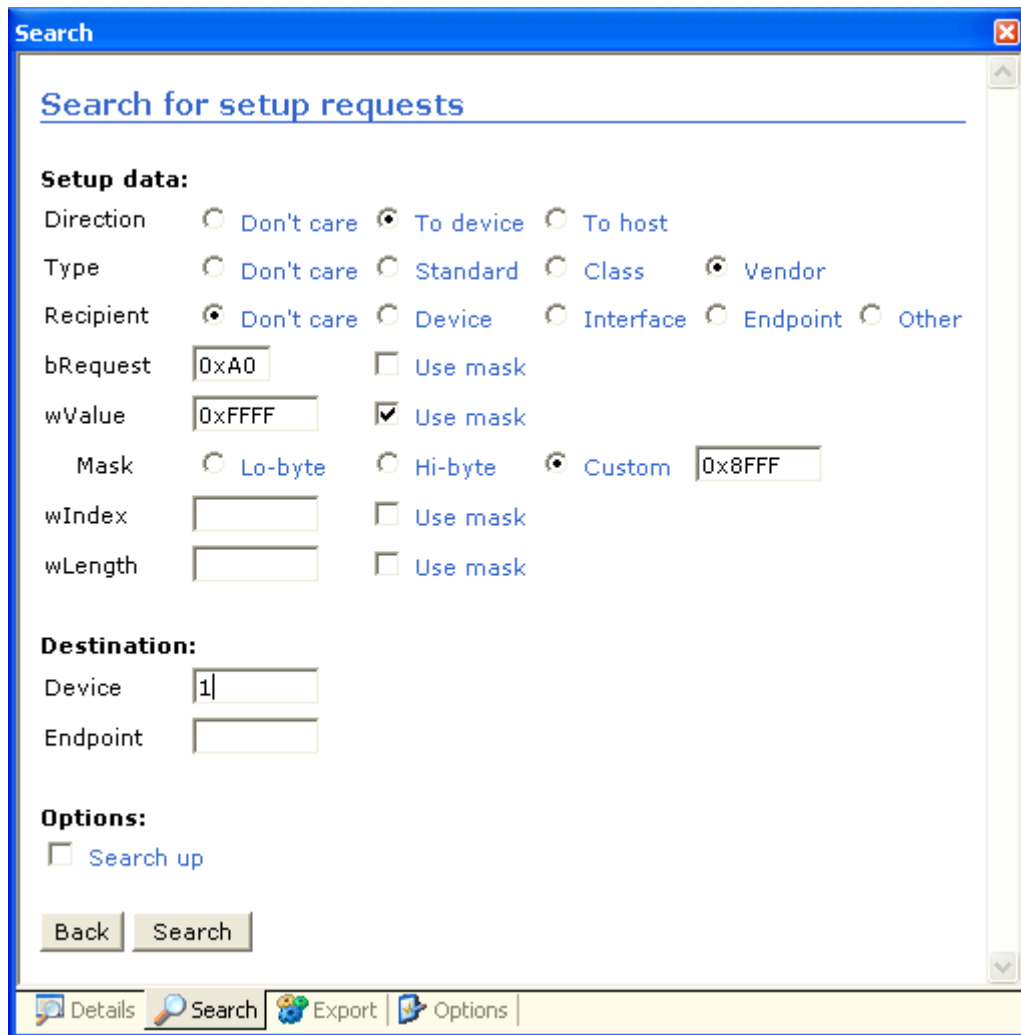 Search
Search for setup requests
Setup data:
Direction Don't care To device To host
Type Don't care Standard Class Vendor
Recipient Don't care Device Interface Endpoint Other
bRequest 0xA0 Use mask
wValue 0xFFFF Use mask
Mask Lo-byte Hi-byte Custom 0x8FFF
wIndex Use mask
wLength Use mask
Destination:
Device 1
Endpoint
Options:
Search up
Back Search
Details Search Export Options